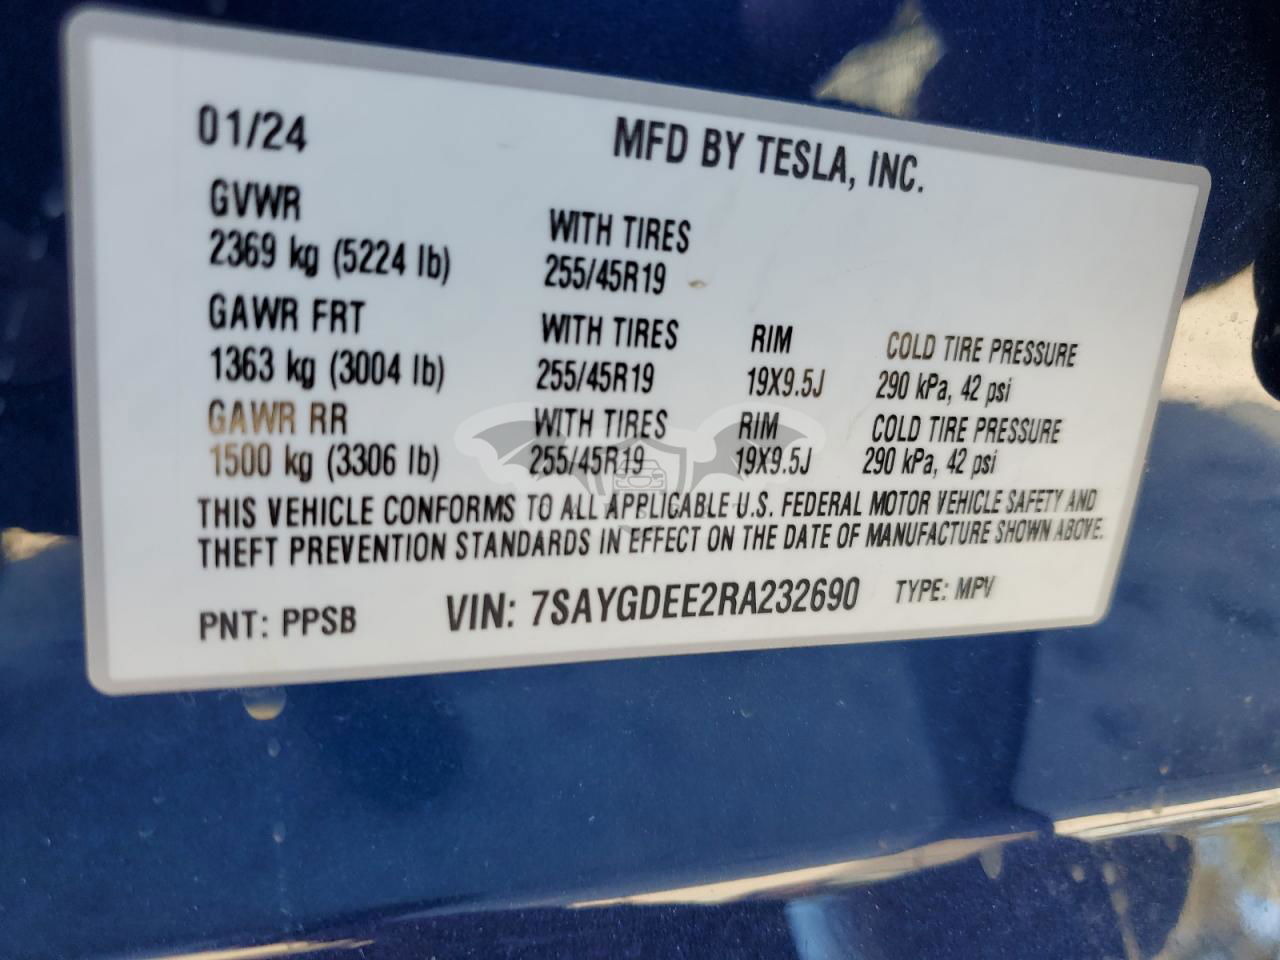 01/24 MFD BY TESLA, INC.
GVWR WITH TIRES
2369 kg (5224 lb) 255/45R19
GAWR FRT WITH TIRES RIM COLD TIRE PRESSURE
1363 kg (3004 lb) 255/45R19 19X9.5J 290 kPa, 42 psi
GAWR RR WITH TIRES RIM COLD TIRE PRESSURE
1500 kg (3306 lb) 255/45R19 19X9.5J 290 kPa, 42 psi
THIS VEHICLE CONFORMS TO ALL APPLICABLE U.S. FEDERAL MOTOR VEHICLE SAFETY AND
THEFT PREVENTION STANDARDS IN EFFECT ON THE DATE OF MANUFACTURE SHOWN ABOVE.
PNT: PPSB VIN: 7SAYGDEE2RA232690 TYPE: MPV